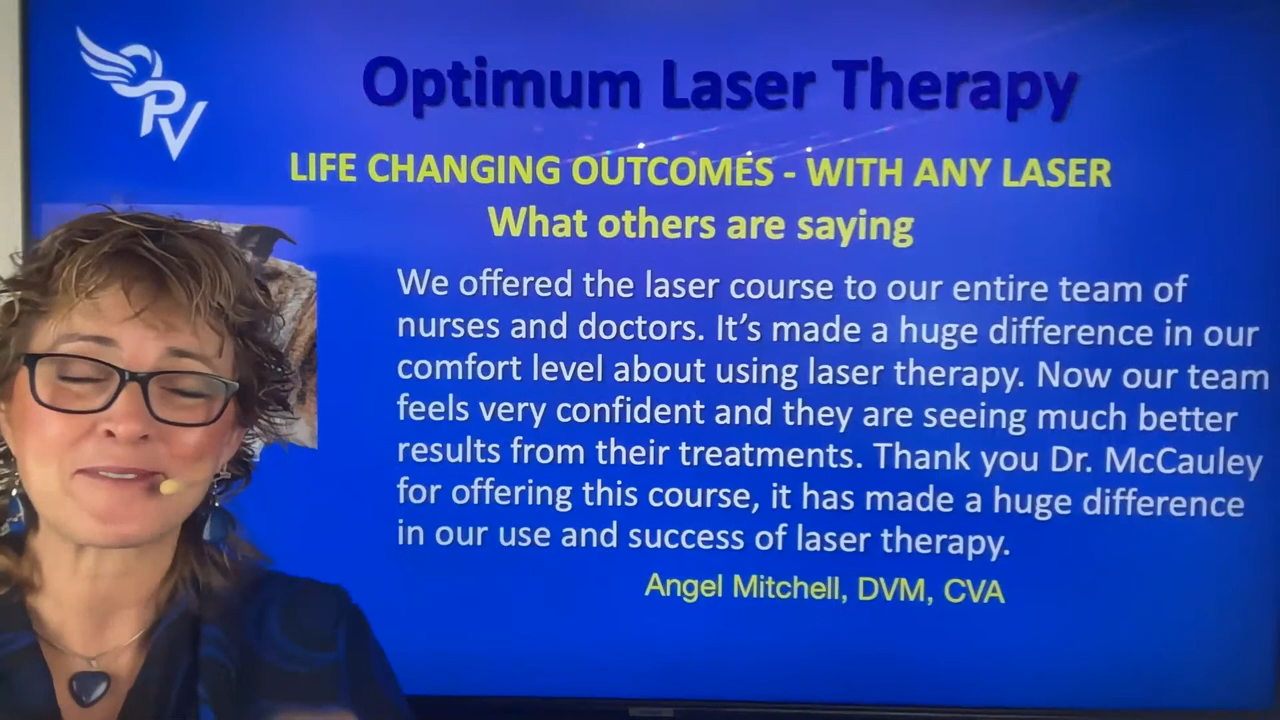 PV
Optimum Laser Therapy
LIFE CHANGING OUTCOMES - WITH ANY LASER
What others are saying
We offered the laser course to our entire team of
nurses and doctors. It’s made a huge difference in our
comfort level about using laser therapy. Now our team
feels very confident and they are seeing much better
results from their treatments. Thank you Dr. McCauley
for offering this course, it has made a huge difference
in our use and success of laser therapy.
Angel Mitchell, DVM, CVA